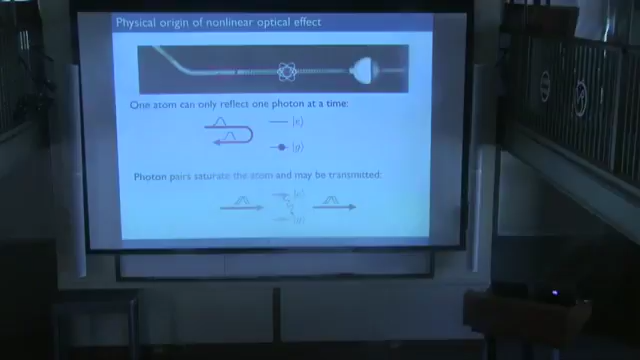 Physical origin of nonlinear optical effect
One atom can only reflect one photon at a time:
|e⟩
|g⟩
Photon pairs saturate the atom and may be transmitted:
|e⟩
|g⟩